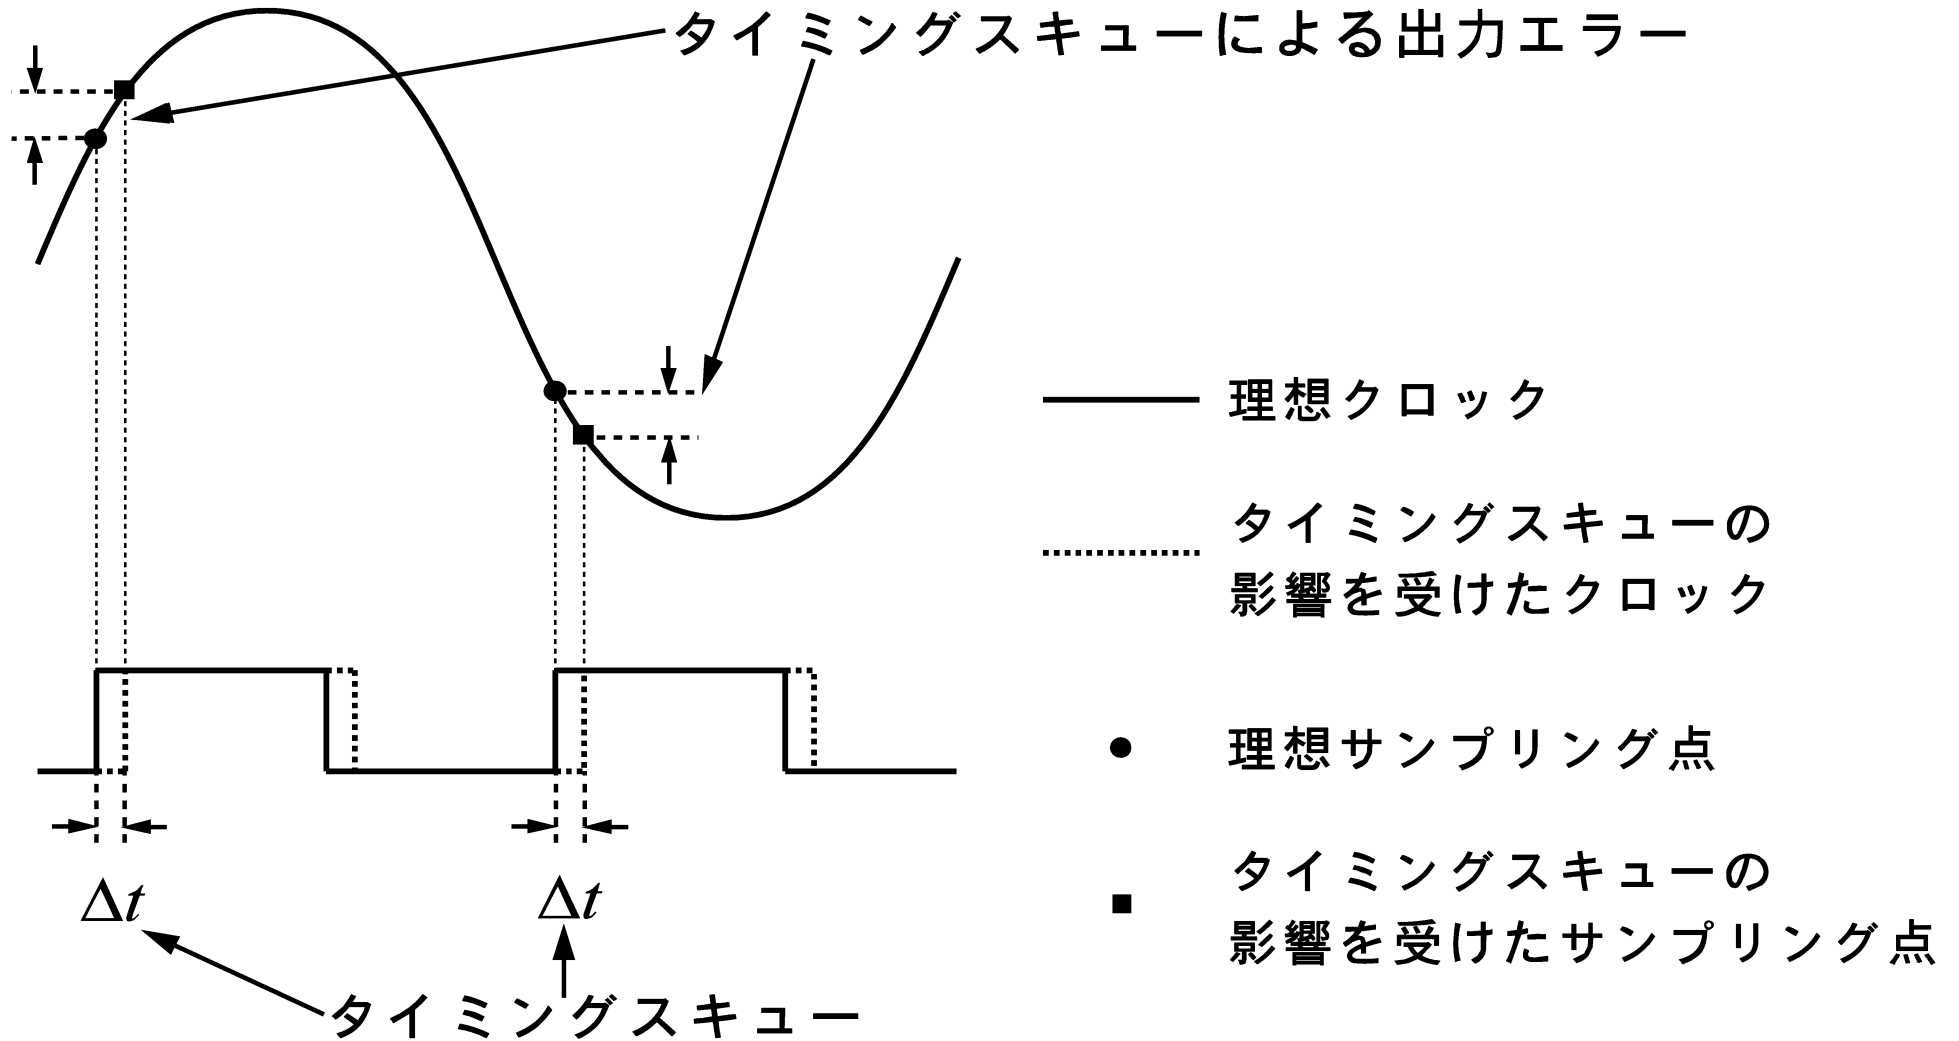 タイミングスキューによる出力エラー
理想クロック
タイミングスキューの
影響を受けたクロック
理想サンプリング点
タイミングスキューの
影響を受けたサンプリング点
Δt
Δt
タイミングスキュー